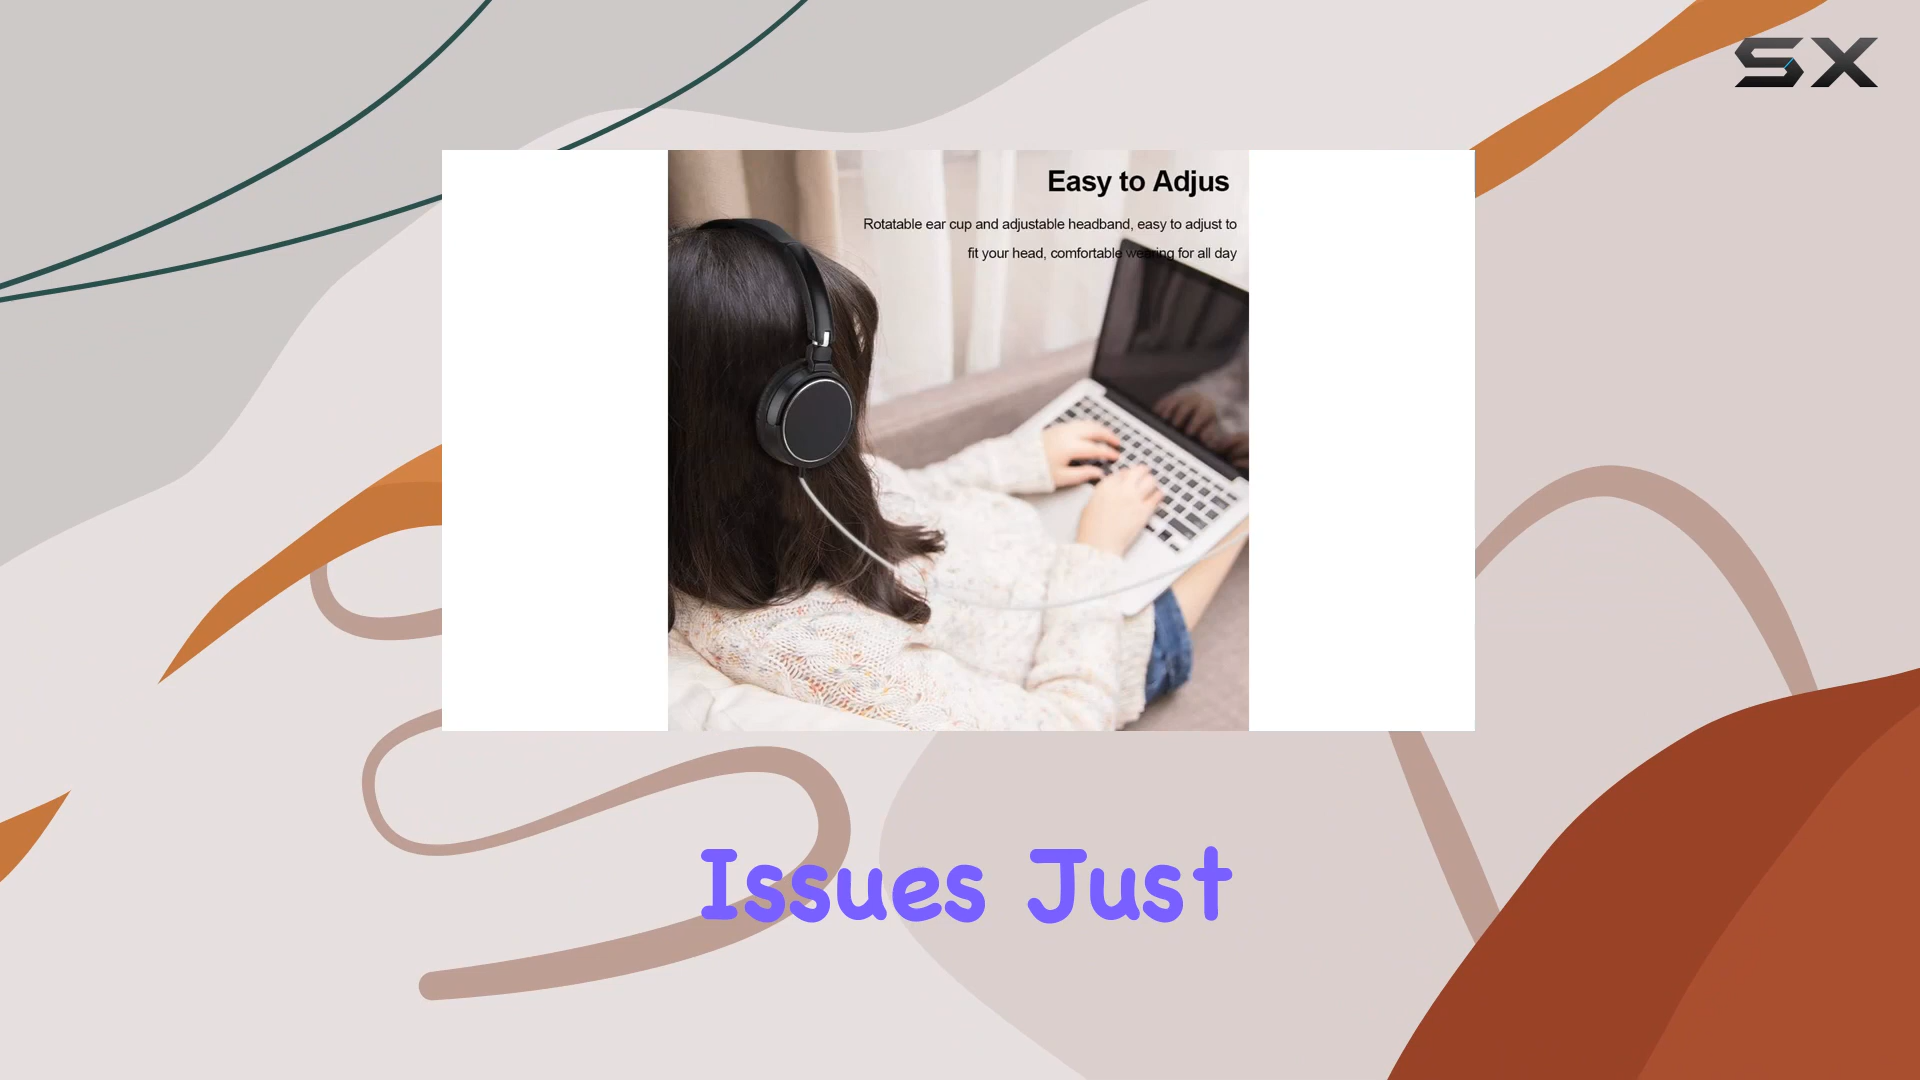 SX
Easy to Adjus
Rotatable ear cup and adjustable headband, easy to adjust to
fit your head, comfortable wearing for all day
Issues Just